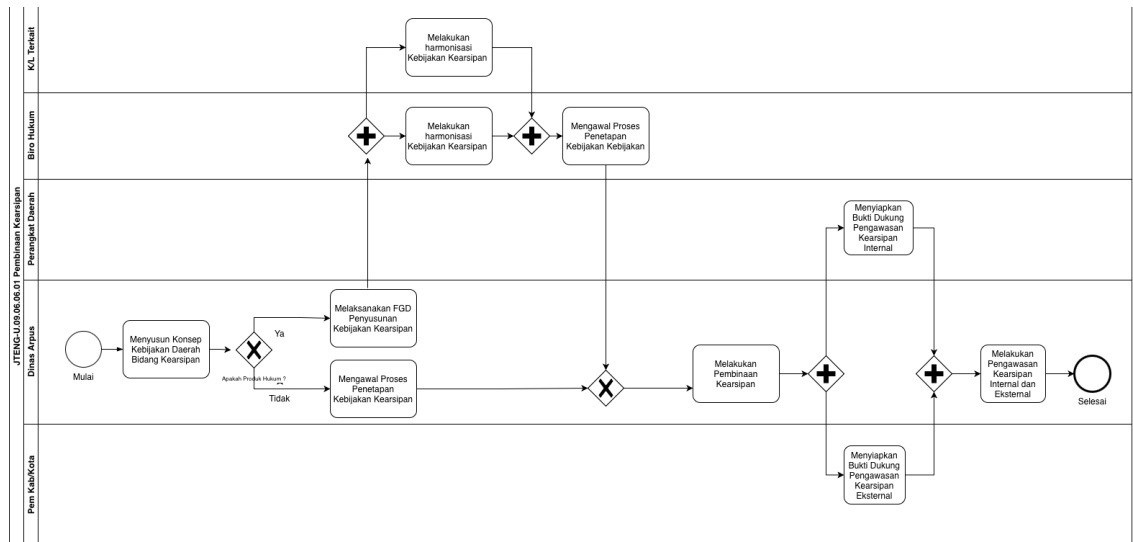 JTENG-U.09.06.06.01 Pembinaan Kearsipan
K/L Terkait
Melakukan
harmonisasi
Kebijakan Kearsipan
Biro Hukum
Melakukan
harmonisasi
Kebijakan Kearsipan
Mengawal Proses
Penetapan
Kebijakan Kebijakan
Perangkat Daerah
Menyiapkan
Bukti Dukung
Pengawasan
Kearsipan
Internal
Dinas Arpus
Mulai
Menyusun Konsep
Kebijakan Daerah
Bidang Kearsipan
Apakah Produk Hukum ?
Ya
Tidak
Melaksanakan FGD
Penyusunan
Kebijakan Kearsipan
Mengawal Proses
Penetapan
Kebijakan Kearsipan
Melakukan
Pembinaan
Kearsipan
Melakukan
Pengawasan
Kearsipan
Internal dan
Eksternal
Selesai
Pem Kab/Kota
Menyiapkan
Bukti Dukung
Pengawasan
Kearsipan
Eksternal